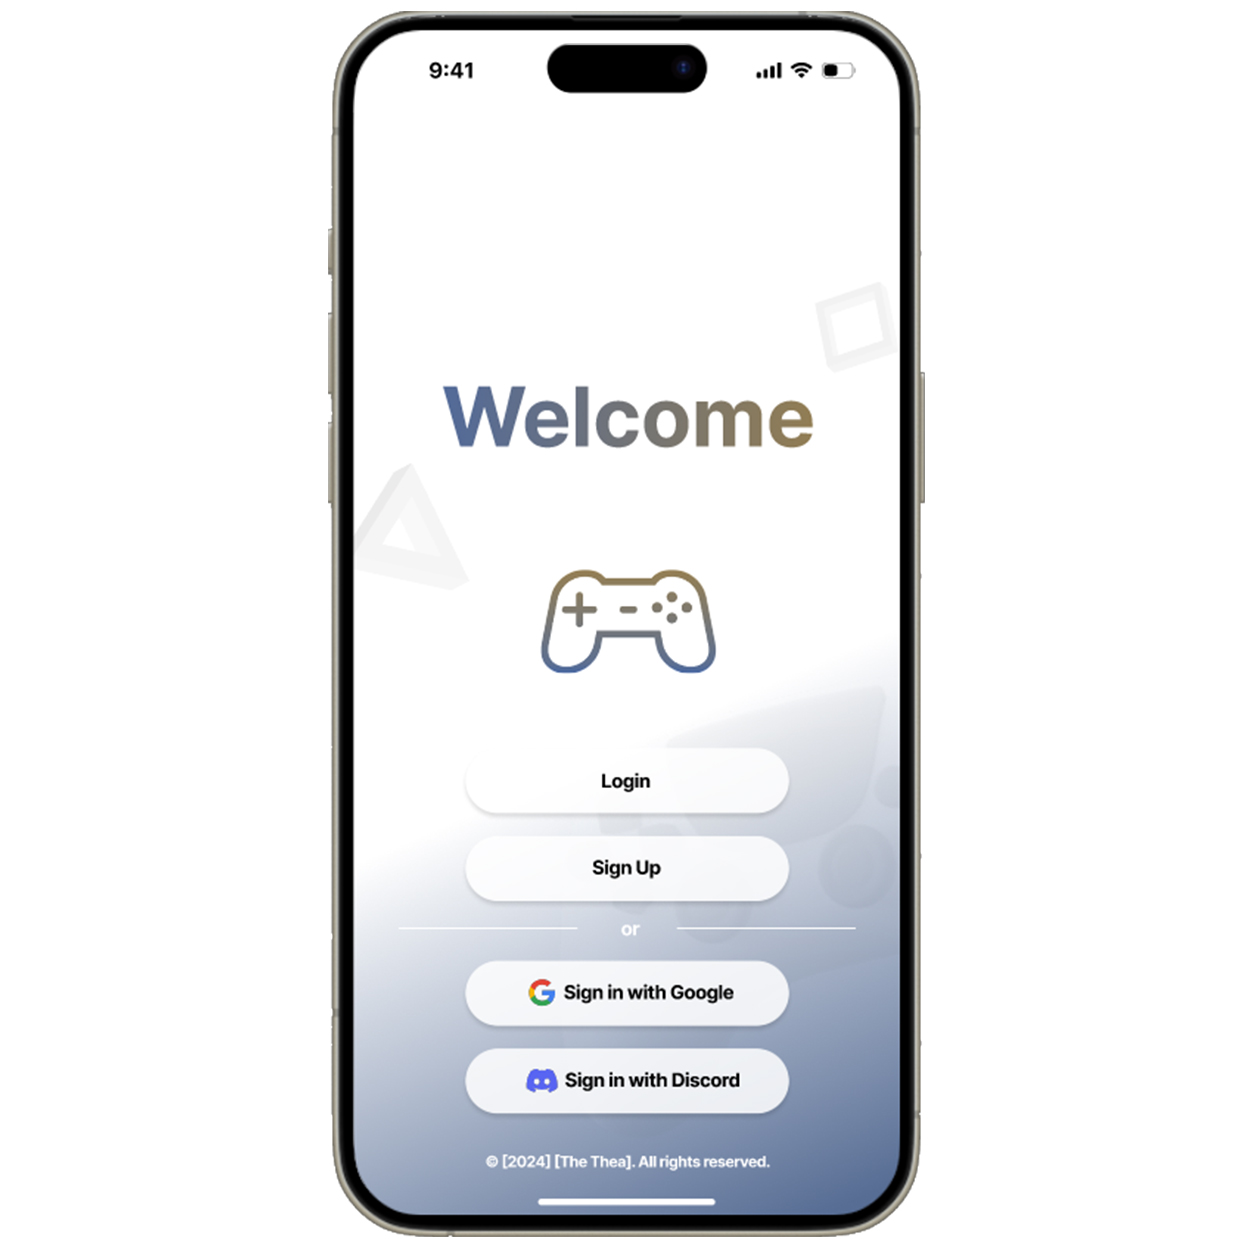 9:41
Welcome
Login
Sign Up
or
Sign in with Google
Sign in with Discord
© [2024] [The Thea]. All rights reserved.